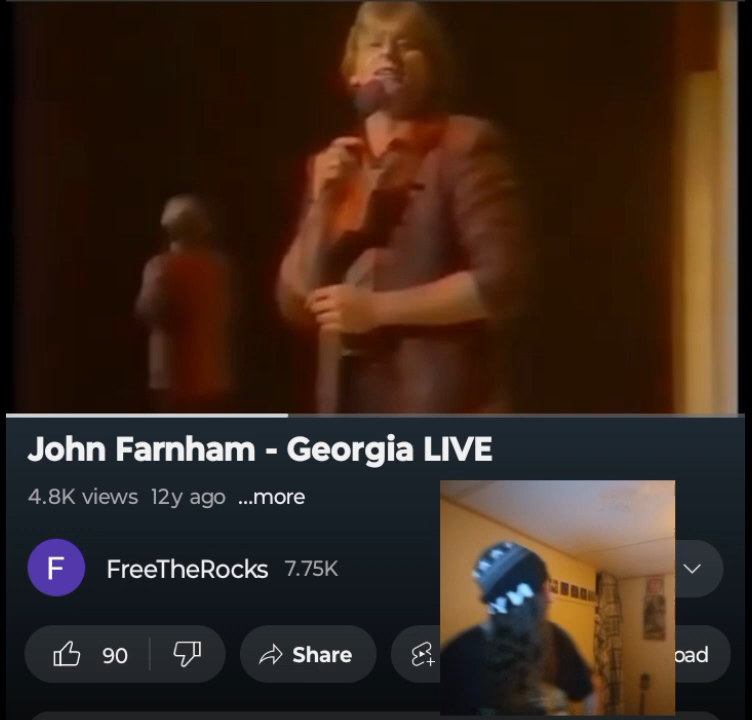 John Farnham - Georgia LIVE
4.8K views 12y ago ...more
F FreeTheRocks 7.75K
90 Share oad